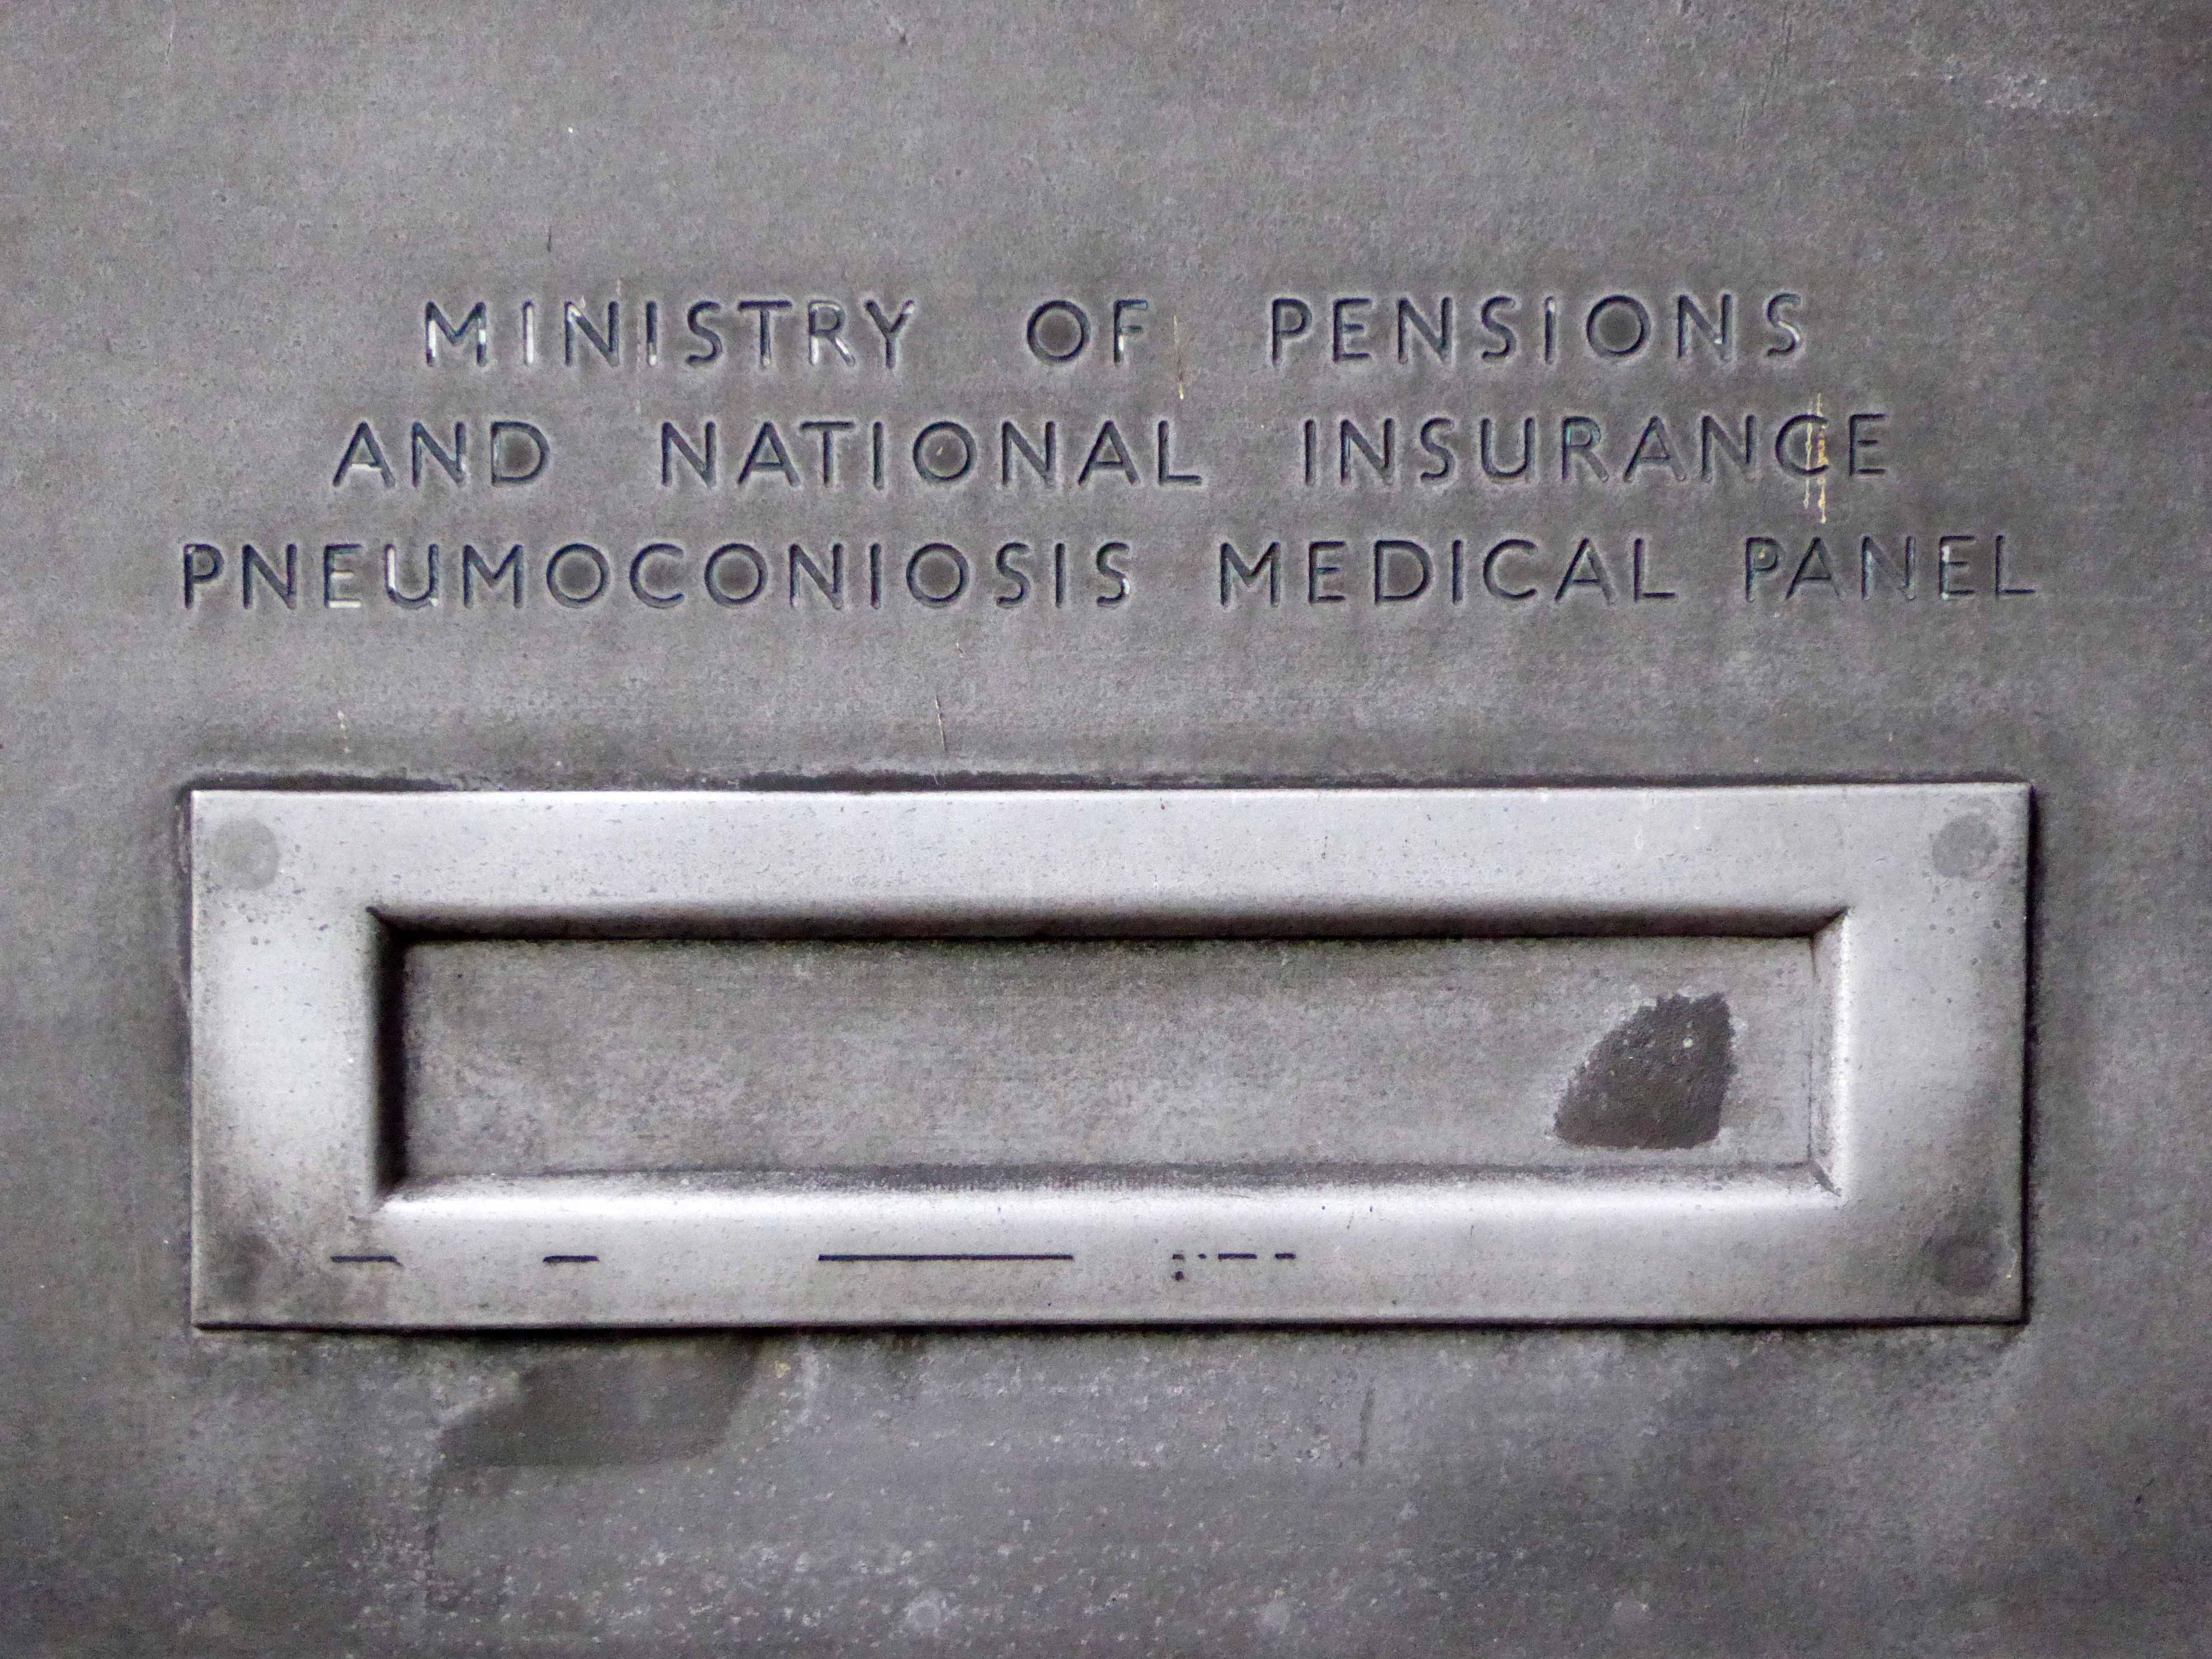 MINISTRY OF PENSIONS
AND NATIONAL INSURANCE
PNEUMOCONIOSIS MEDICAL PANEL